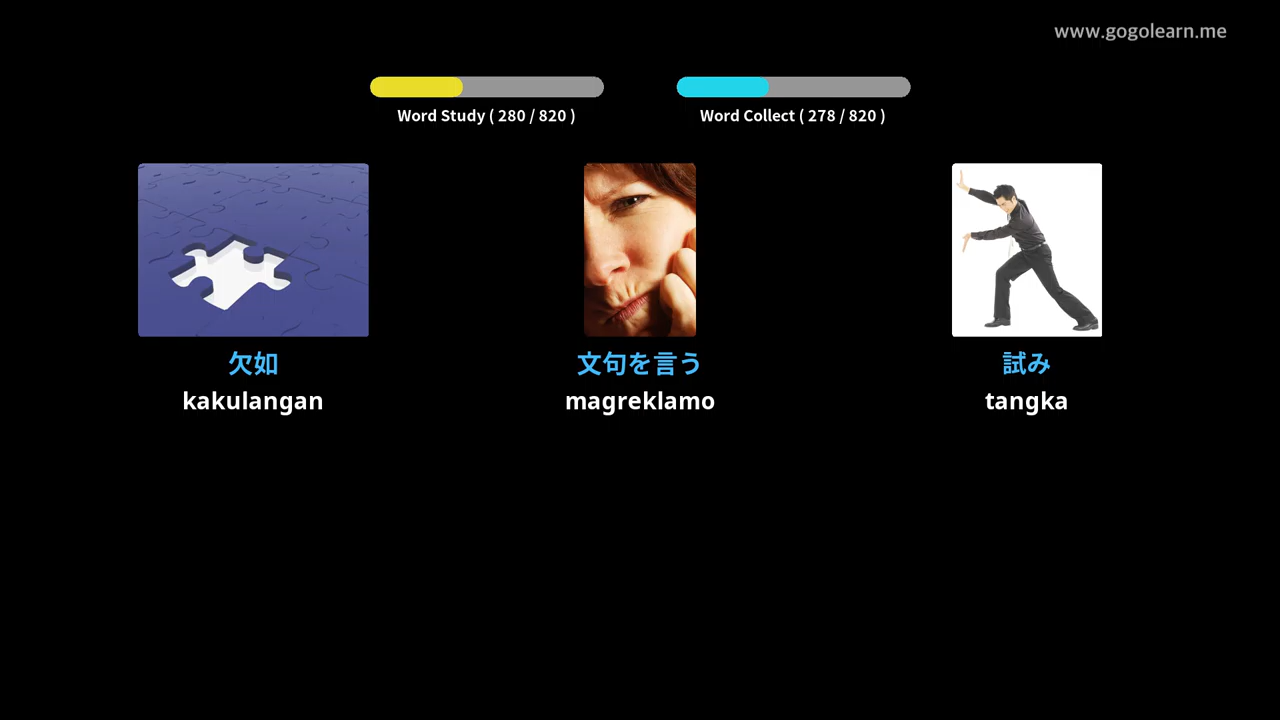 www.gogolearn.me
Word Study ( 280 / 820 )
Word Collect ( 278 / 820 )
欠如
kakulangan
文句を言う
magreklamo
試み
tangka